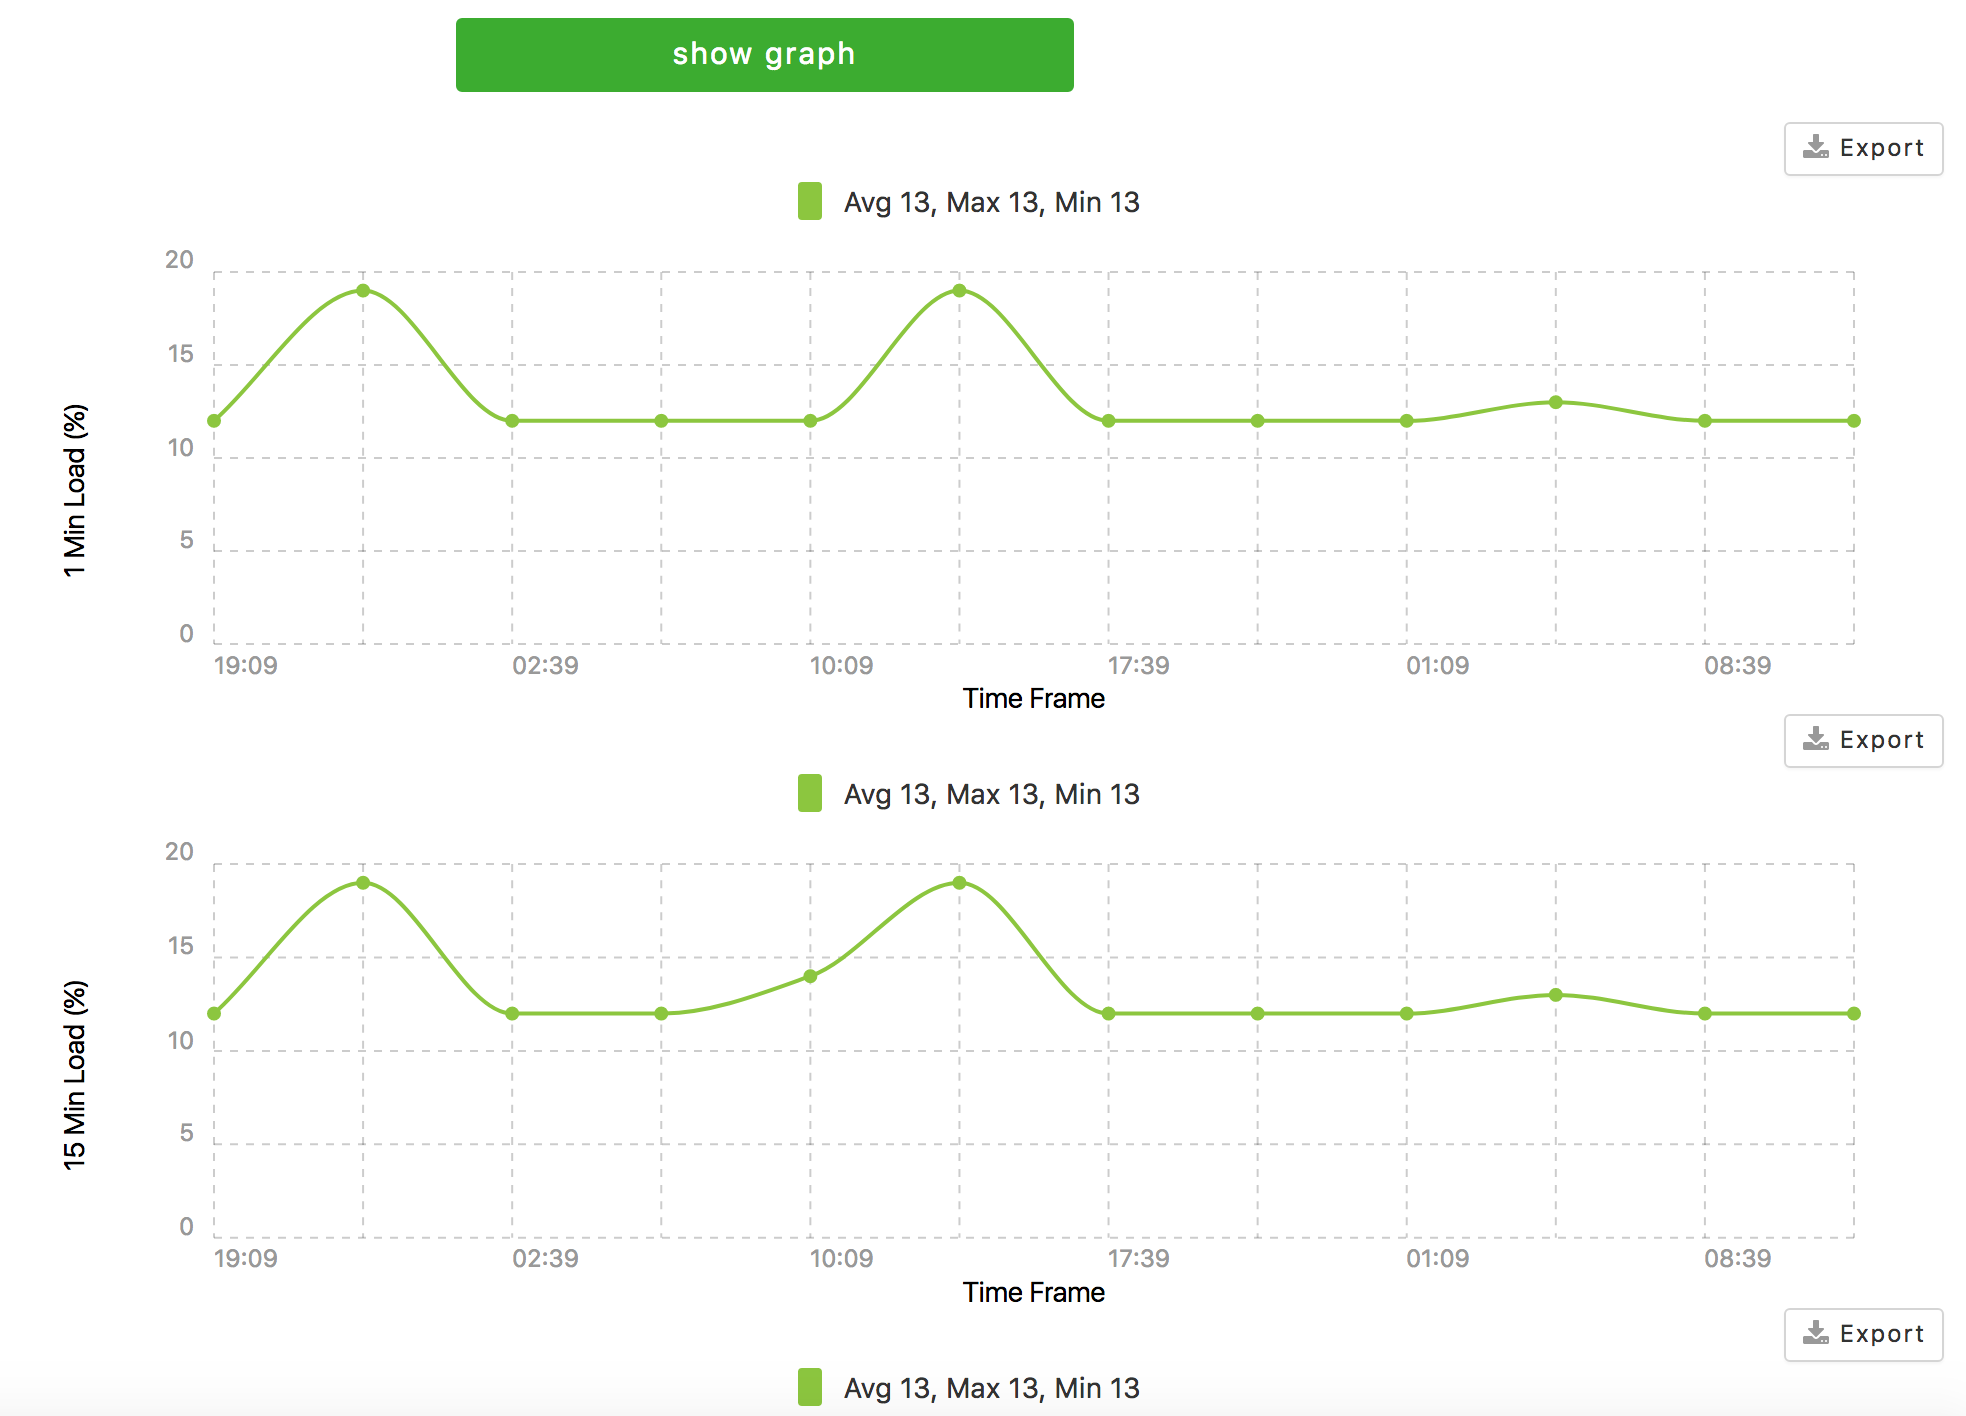 show graph
Export
Avg 13, Max 13, Min 13
20
15
10
5
0
1 Min Load (%)
19:09 02:39 10:09 17:39 01:09 08:39
Time Frame
Export
Avg 13, Max 13, Min 13
20
15
10
5
0
15 Min Load (%)
19:09 02:39 10:09 17:39 01:09 08:39
Time Frame
Export
Avg 13, Max 13, Min 13